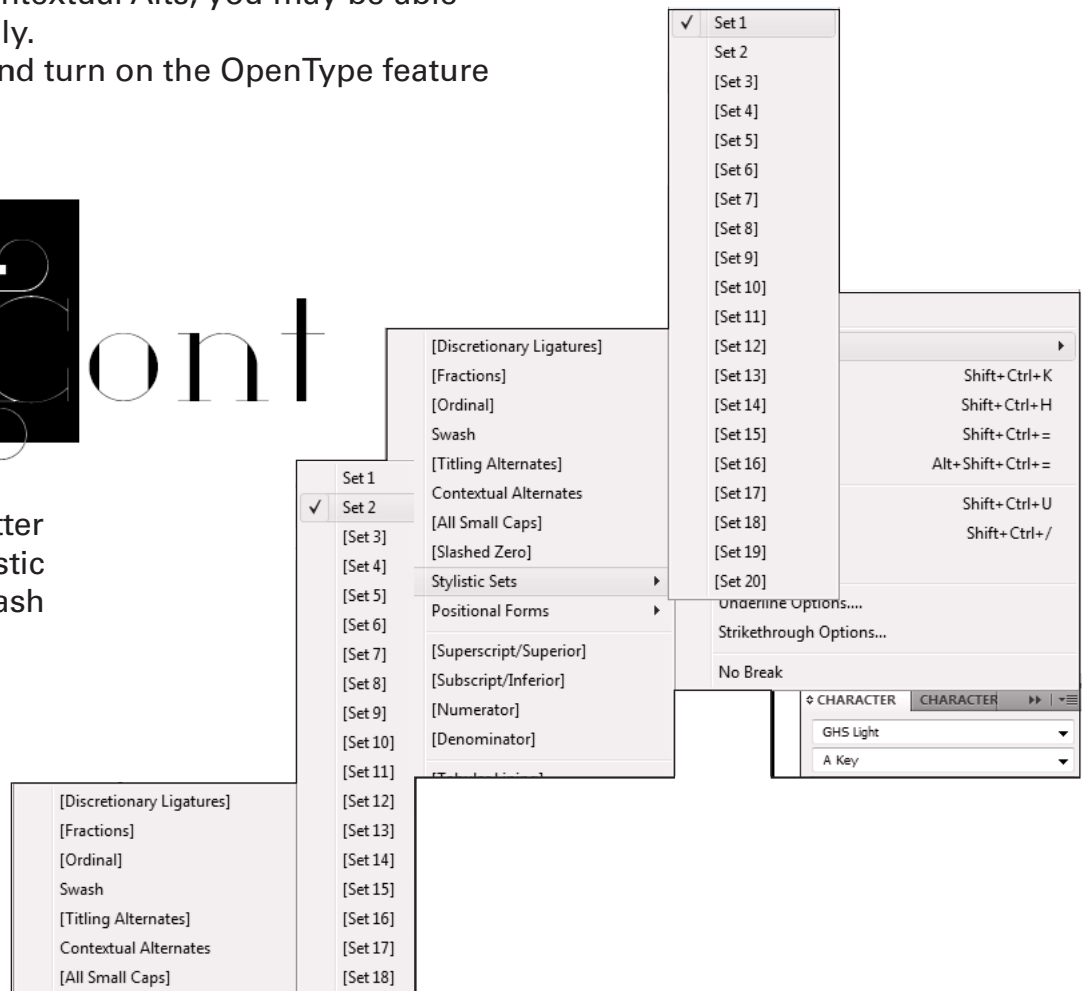 ntextual Alts, you may be able
ly.
nd turn on the OpenType feature
Cont
tter
stic
ash
✓ Set 1
Set 2
[Set 3]
[Set 4]
[Set 5]
[Set 6]
[Set 7]
[Set 8]
[Set 9]
[Set 10]
[Set 11]
[Set 12]
[Set 13]
[Set 14]
[Set 15]
[Set 16]
[Set 17]
[Set 18]
[Set 19]
[Set 20]
Shift+Ctrl+K
Shift+Ctrl+H
Shift+Ctrl+=
Alt+Shift+Ctrl+=
Shift+Ctrl+U
Shift+Ctrl+/
Underline Options....
Strikethrough Options...
No Break
CHARACTER CHARACTER
GHS Light
A Key
[Discretionary Ligatures]
[Fractions]
[Ordinal]
Swash
[Titling Alternates]
Contextual Alternates
[All Small Caps]
[Slashed Zero]
Stylistic Sets
Positional Forms
[Superscript/Superior]
[Subscript/Inferior]
[Numerator]
[Denominator]
Set 1
✓ Set 2
[Set 3]
[Set 4]
[Set 5]
[Set 6]
[Set 7]
[Set 8]
[Set 9]
[Set 10]
[Set 11]
[Set 12]
[Set 13]
[Set 14]
[Set 15]
[Set 16]
[Set 17]
[Set 18]
[Discretionary Ligatures]
[Fractions]
[Ordinal]
Swash
[Titling Alternates]
Contextual Alternates
[All Small Caps]